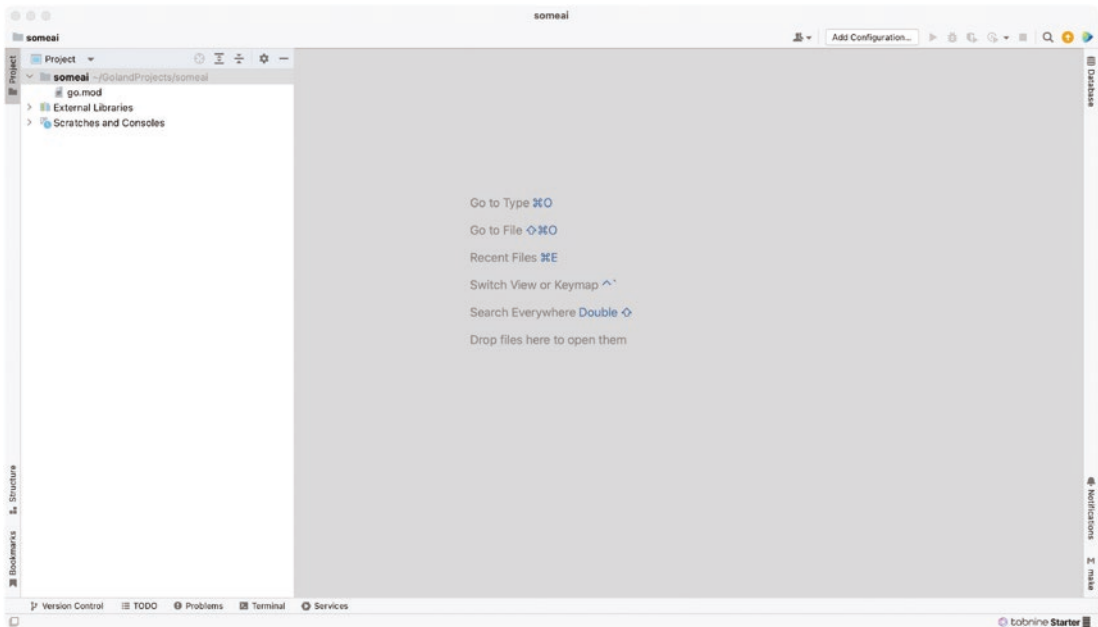 someai
someai
Add Configuration...
Project
Project
someai ~/GolandProjects/someai
go.mod
External Libraries
Scratches and Consoles
Database
Go to Type ⌘O
Go to File ⇧⌘O
Recent Files ⌘E
Switch View or Keymap ^`
Search Everywhere Double ⇧
Drop files here to open them
Structure
Bookmarks
Notifications
make
Version Control TODO Problems Terminal Services
tabnine Starter